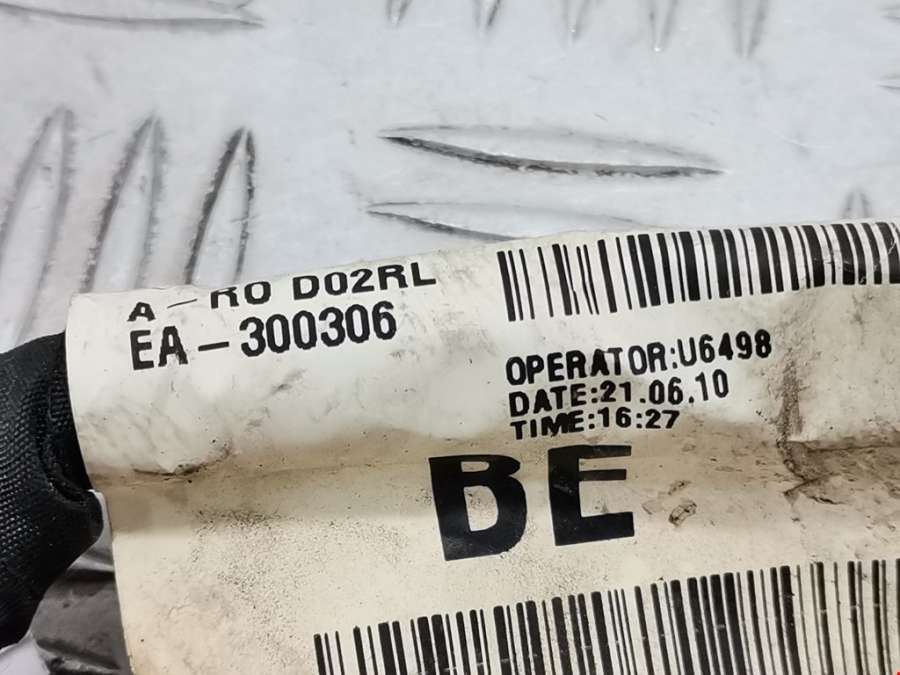 A-RO D02RL
EA-300306
OPERATOR:U6498
DATE:21.06.10
TIME:16:27
BE